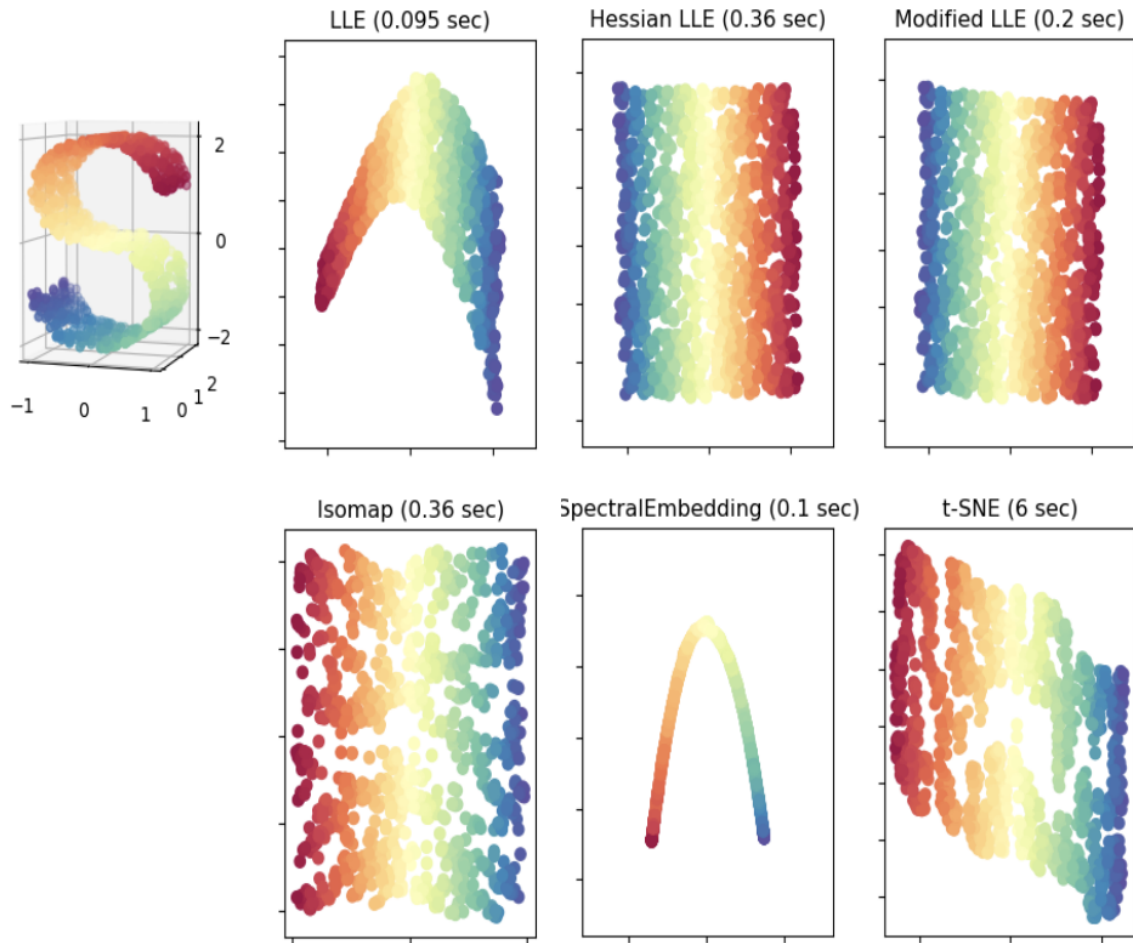 LLE (0.095 sec)
Hessian LLE (0.36 sec)
Modified LLE (0.2 sec)
2
0
−2
−1
0
1
0
1
2
Isomap (0.36 sec)
SpectralEmbedding (0.1 sec)
t-SNE (6 sec)